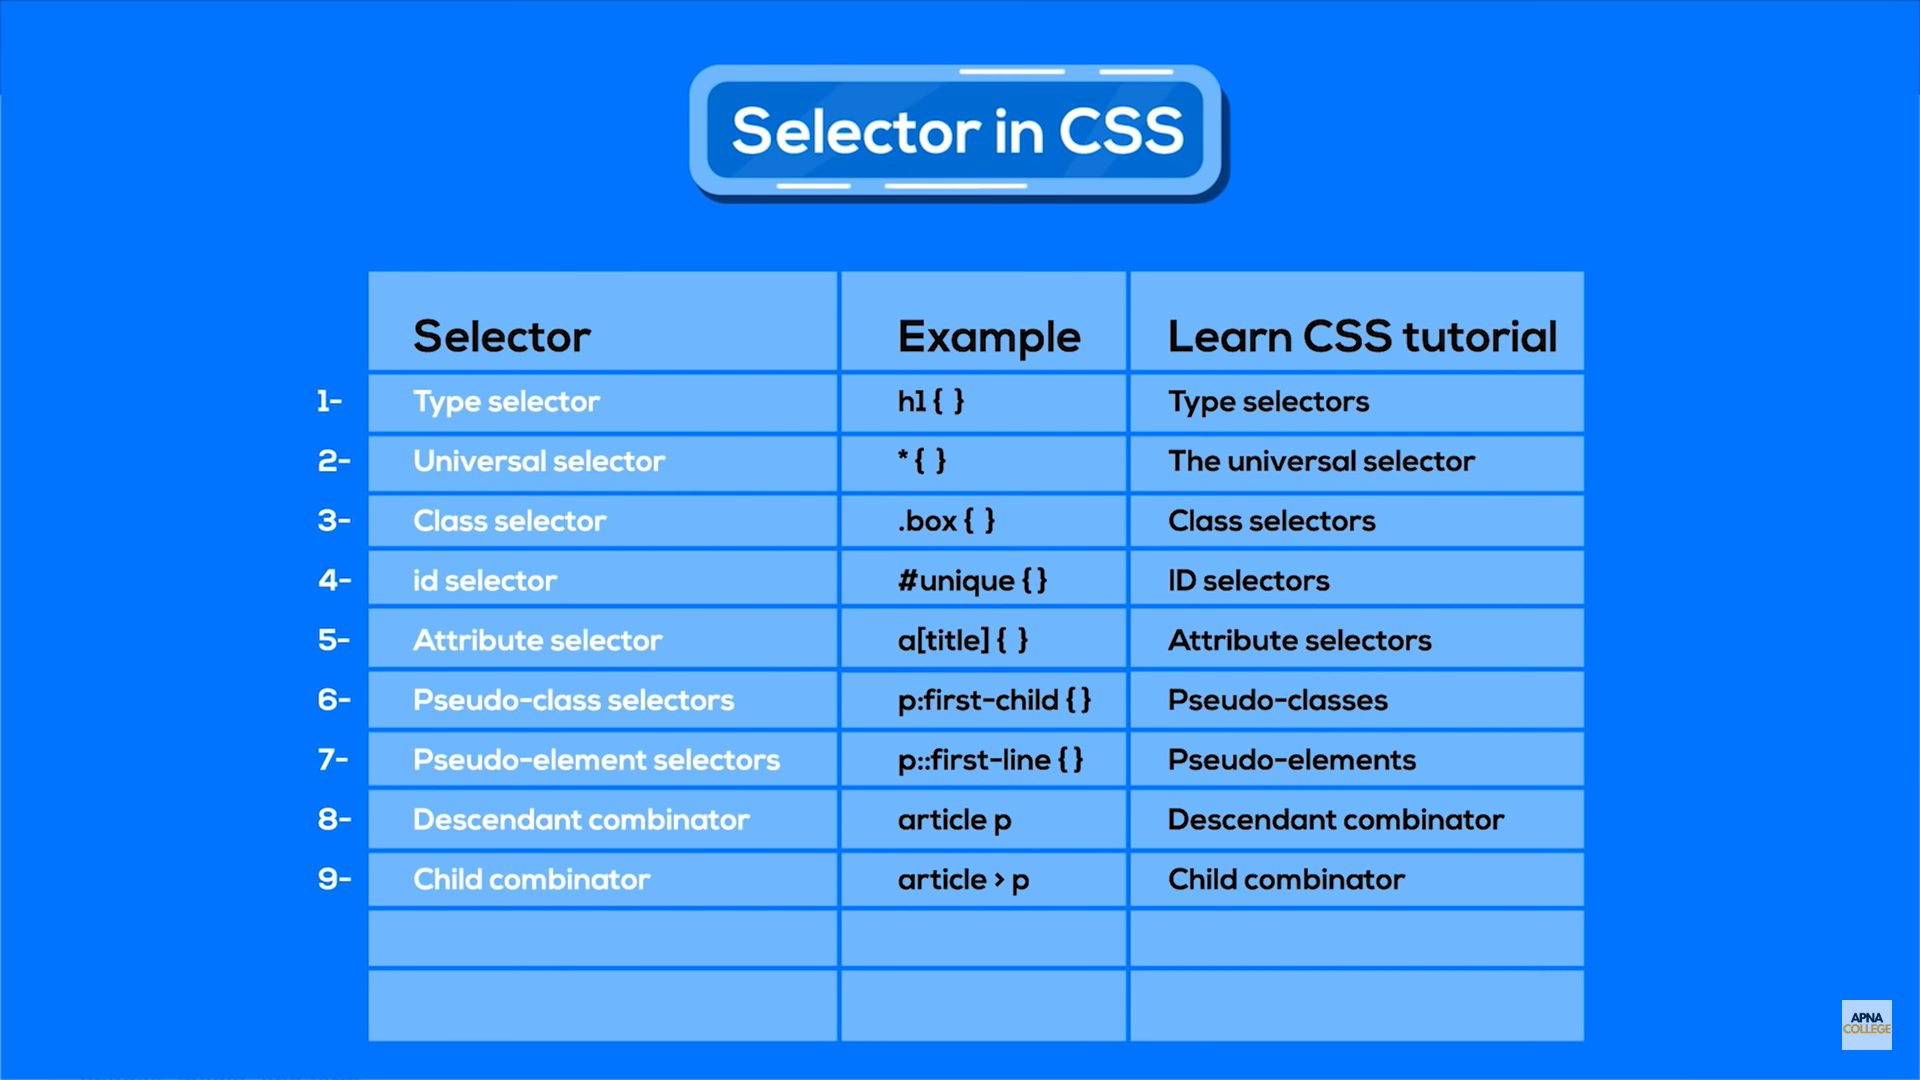 Selector in CSS
Selector Example Learn CSS tutorial
1- Type selector h1 { } Type selectors
2- Universal selector * { } The universal selector
3- Class selector .box { } Class selectors
4- id selector #unique {} ID selectors
5- Attribute selector a[title] { } Attribute selectors
6- Pseudo-class selectors p:first-child {} Pseudo-classes
7- Pseudo-element selectors p::first-line {} Pseudo-elements
8- Descendant combinator article p Descendant combinator
9- Child combinator article > p Child combinator
APNA
COLLEGE